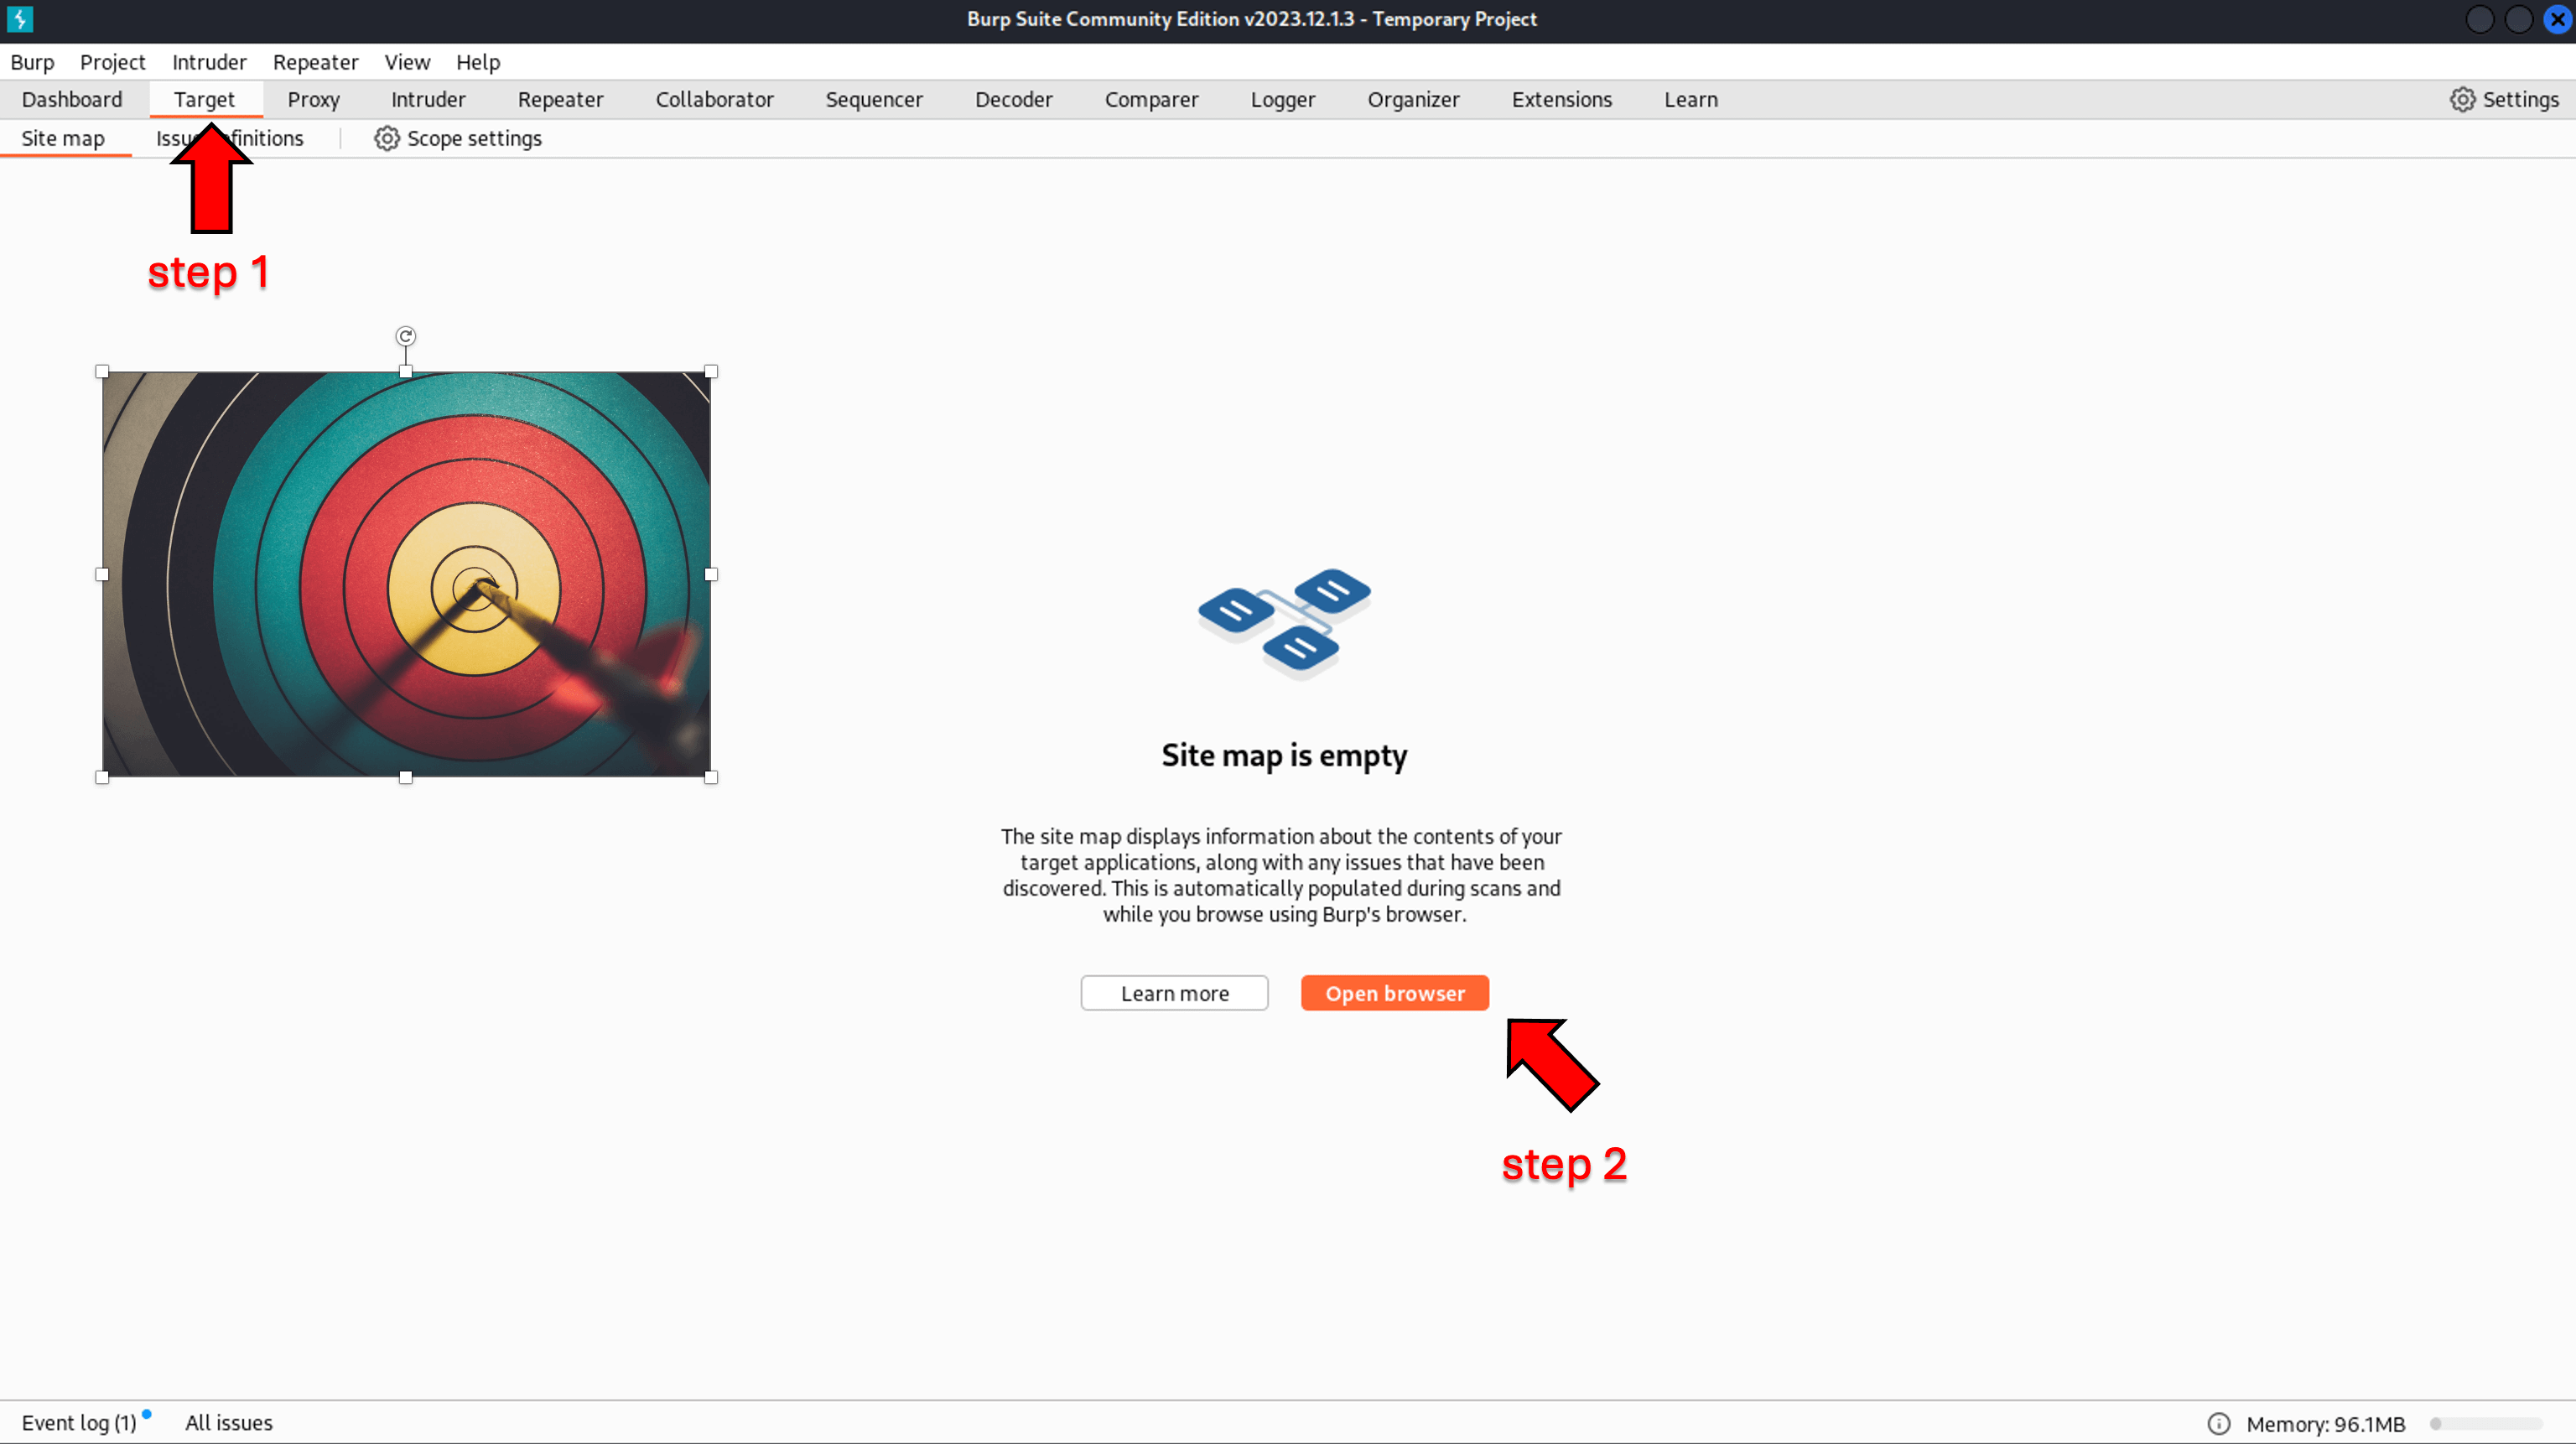 Burp Suite Community Edition v2023.12.1.3 - Temporary Project
Burp Project Intruder Repeater View Help
Dashboard Target Proxy Intruder Repeater Collaborator Sequencer Decoder Comparer Logger Organizer Extensions Learn Settings
Site map Scope settings
step 1
Site map is empty
The site map displays information about the contents of your
target applications, along with any issues that have been
discovered. This is automatically populated during scans and
while you browse using Burp's browser.
Learn more Open browser
step 2
Event log (1) All issues Memory: 96.1MB